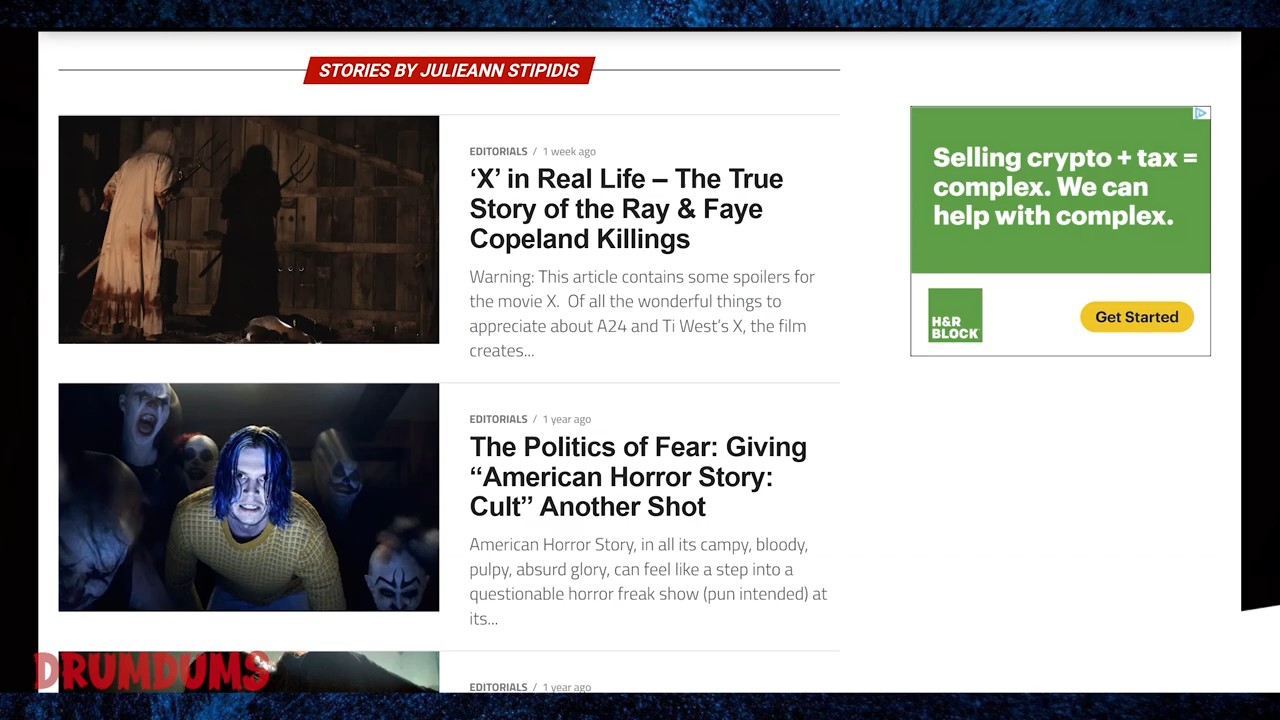 STORIES BY JULIEANN STIPIDIS
EDITORIALS / 1 week ago
‘X’ in Real Life – The True
Story of the Ray & Faye
Copeland Killings
Warning: This article contains some spoilers for
the movie X.  Of all the wonderful things to
appreciate about A24 and Ti West’s X, the film
creates...
EDITORIALS / 1 year ago
The Politics of Fear: Giving
“American Horror Story:
Cult” Another Shot
American Horror Story, in all its campy, bloody,
pulpy, absurd glory, can feel like a step into a
questionable horror freak show (pun intended) at
its...
EDITORIALS / 1 year ago
Selling crypto + tax =
complex. We can
help with complex.
H&R
BLOCK
Get Started
DRUMDUMS